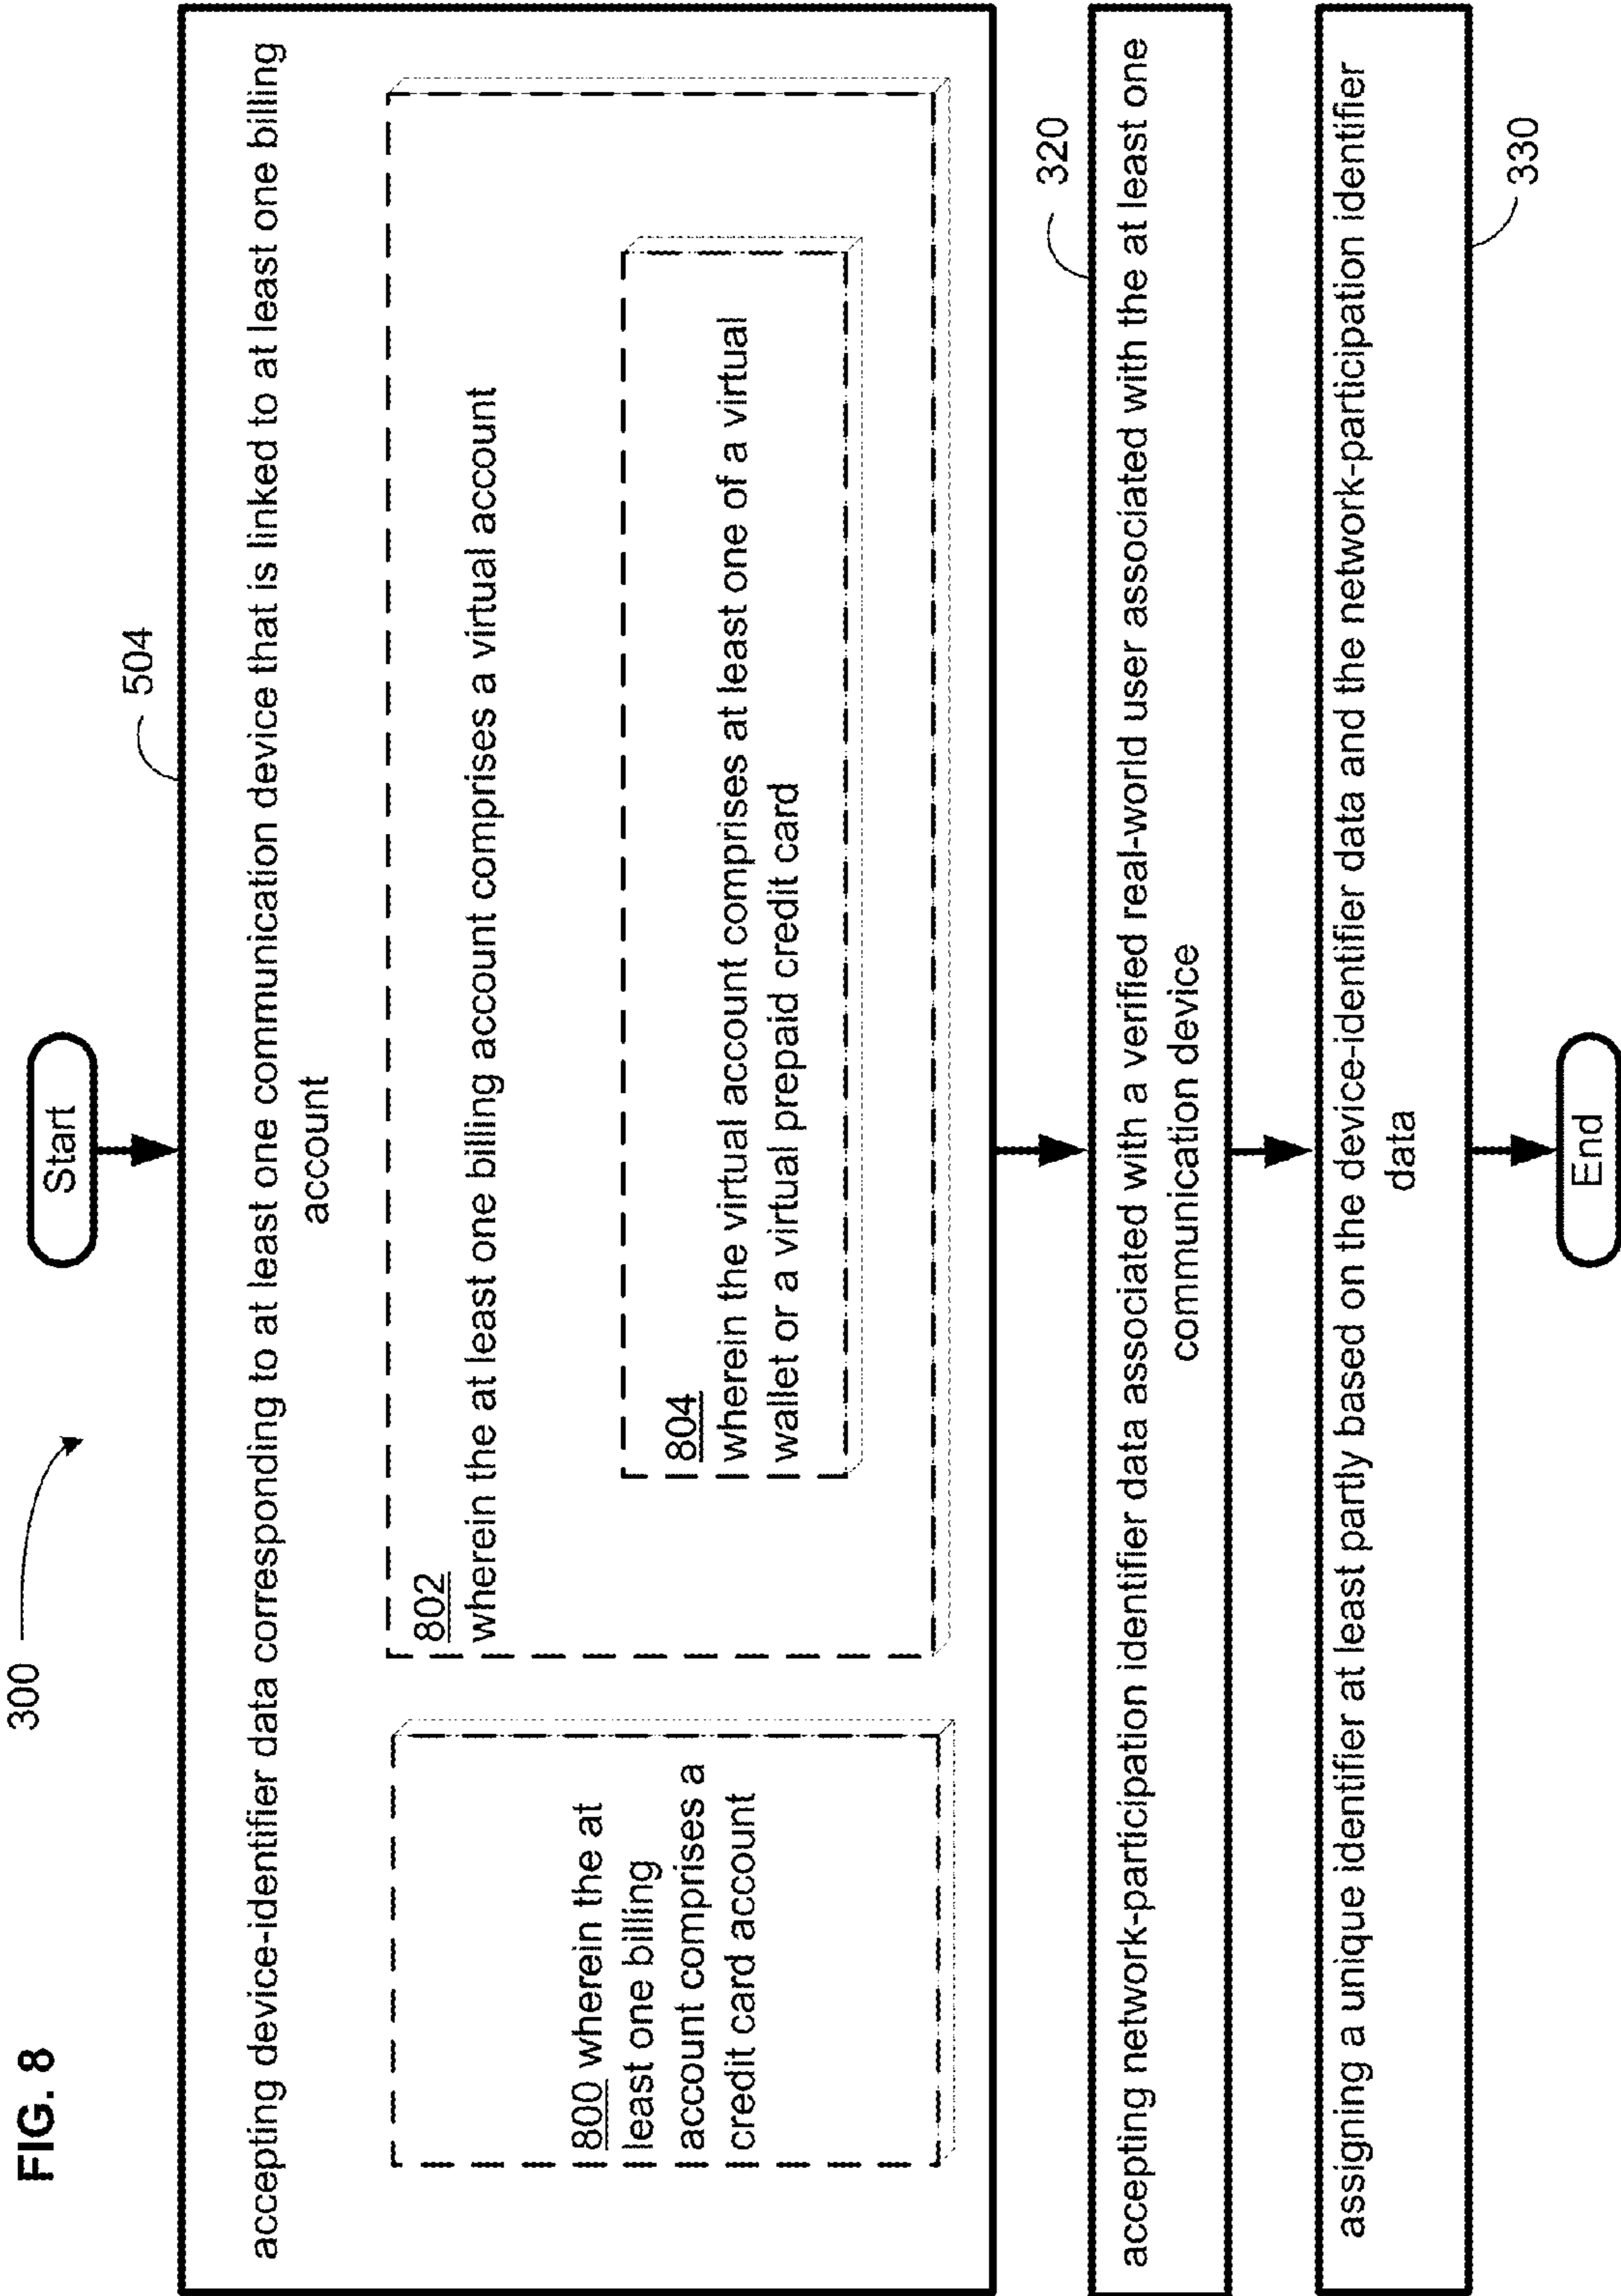 FIG. 8
300
Start
504
accepting device-identifier data corresponding to at least one communication device that is linked to at least one billing
account
800 wherein the at
least one billing
account comprises a
credit card account
802
wherein the at least one billing account comprises a virtual account
804
wherein the virtual account comprises at least one of a virtual
wallet or a virtual prepaid credit card
320
accepting network-participation identifier data associated with a verified real-world user associated with the at least one
communication device
assigning a unique identifier at least partly based on the device-identifier data and the network-participation identifier
data
330
End